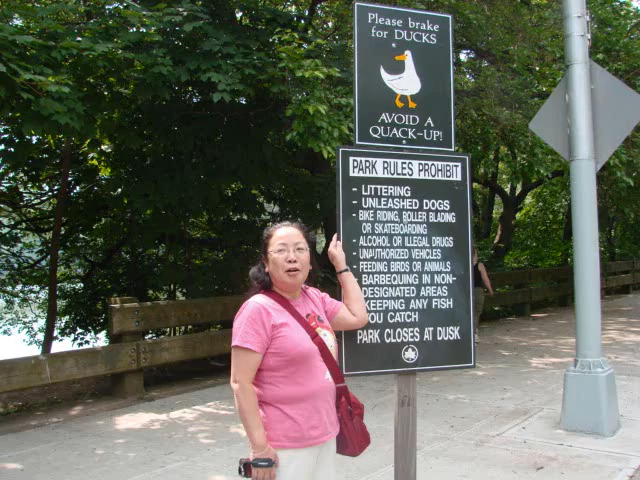 Please brake
for DUCKS
AVOID A
QUACK-UP!
PARK RULES PROHIBIT
- LITTERING
- UNLEASHED DOGS
- BIKE RIDING, ROLLER BLADING
OR SKATEBOARDING
- ALCOHOL OR ILLEGAL DRUGS
- UNAUTHORIZED VEHICLES
- FEEDING BIRDS OR ANIMALS
- BARBEQUING IN NON-
DESIGNATED AREAS
KEEPING ANY FISH
YOU CATCH
PARK CLOSES AT DUSK